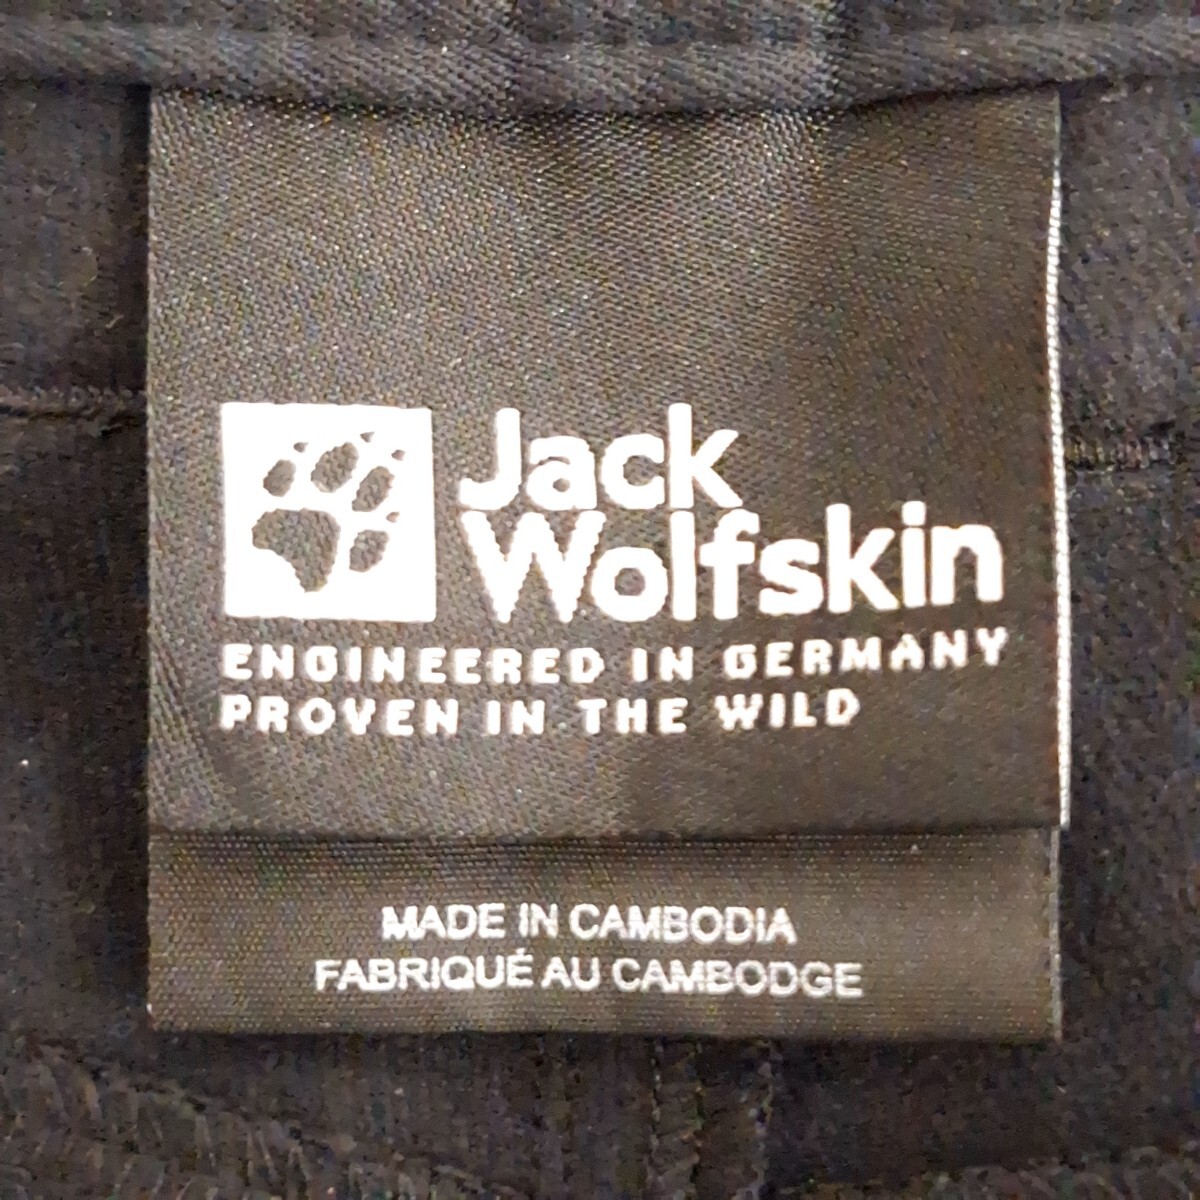 Jack
Wolfskin
ENGINEERED IN GERMANY
PROVEN IN THE WILD
MADE IN CAMBODIA
FABRIQUÉ AU CAMBODGE